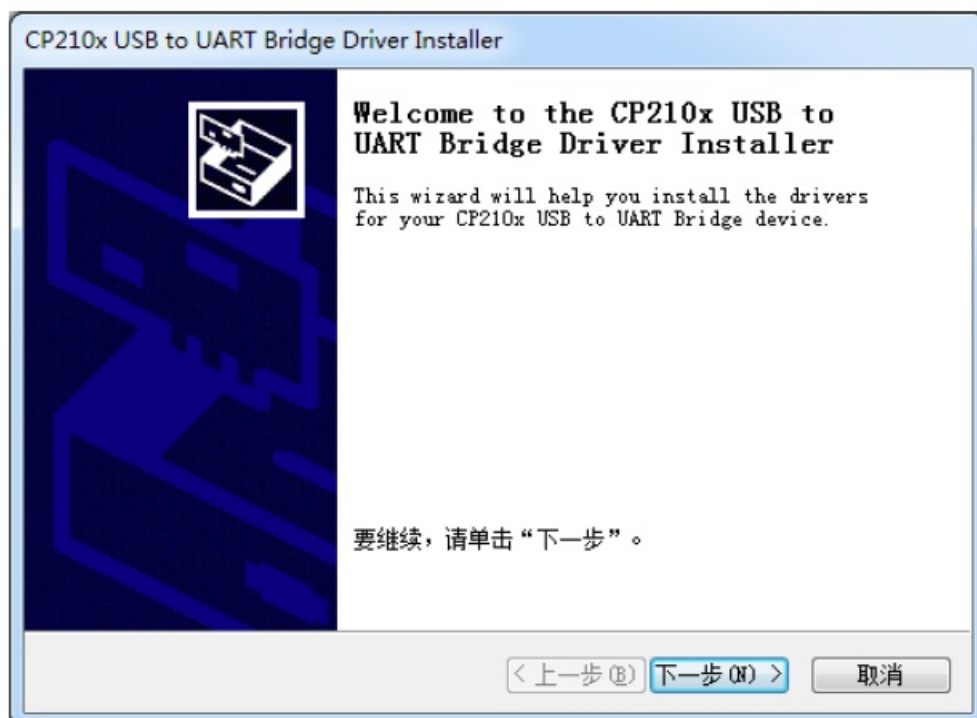 CP210x USB to UART Bridge Driver Installer
Welcome to the CP210x USB to
UART Bridge Driver Installer
This wizard will help you install the drivers
for your CP210x USB to UART Bridge device.
要继续，请单击“下一步”。
< 上一步(B)
下一步(N) >
取消